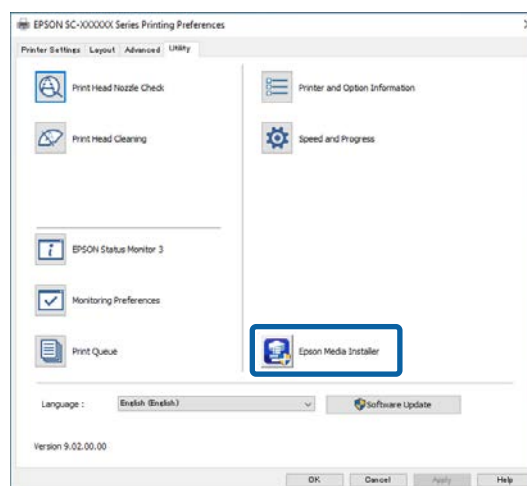 EPSON SC-XXXXXX Series Printing Preferences
Printer Settings Layout Advanced Utility
Print Head Nozzle Check
Printer and Option Information
Print Head Cleaning
Speed and Progress
EPSON Status Monitor 3
Monitoring Preferences
Print Queue
Epson Media Installer
Language :
English (English)
Software Update
Version 9.02.00.00
OK Cancel Apply Help